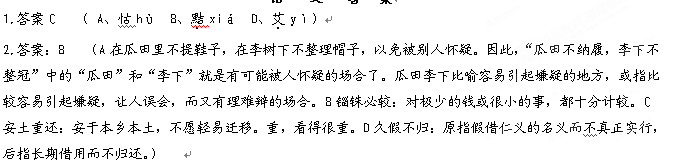 1.答案C ( A、怙hù B、黠xiá D、艾yì)
2.答案：B (A在瓜田里不提鞋子，在李树下不整理帽子，以免被别人怀疑。因此，“瓜田不纳履，李下不
整冠”中的“瓜田”和“李下”就是有可能被人怀疑的场合了。瓜田李下比喻容易引起嫌疑的地方，或指比
较容易引起嫌疑，让人误会，而又有理难辩的场合。B锱铢必较：对极少的钱或很小的事，都十分计较。C
安土重还：安于本乡本土，不愿轻易迁移。重，看得很重。D久假不归：原指假借仁义的名义而不真正实行，
后指长期借用而不归还。)